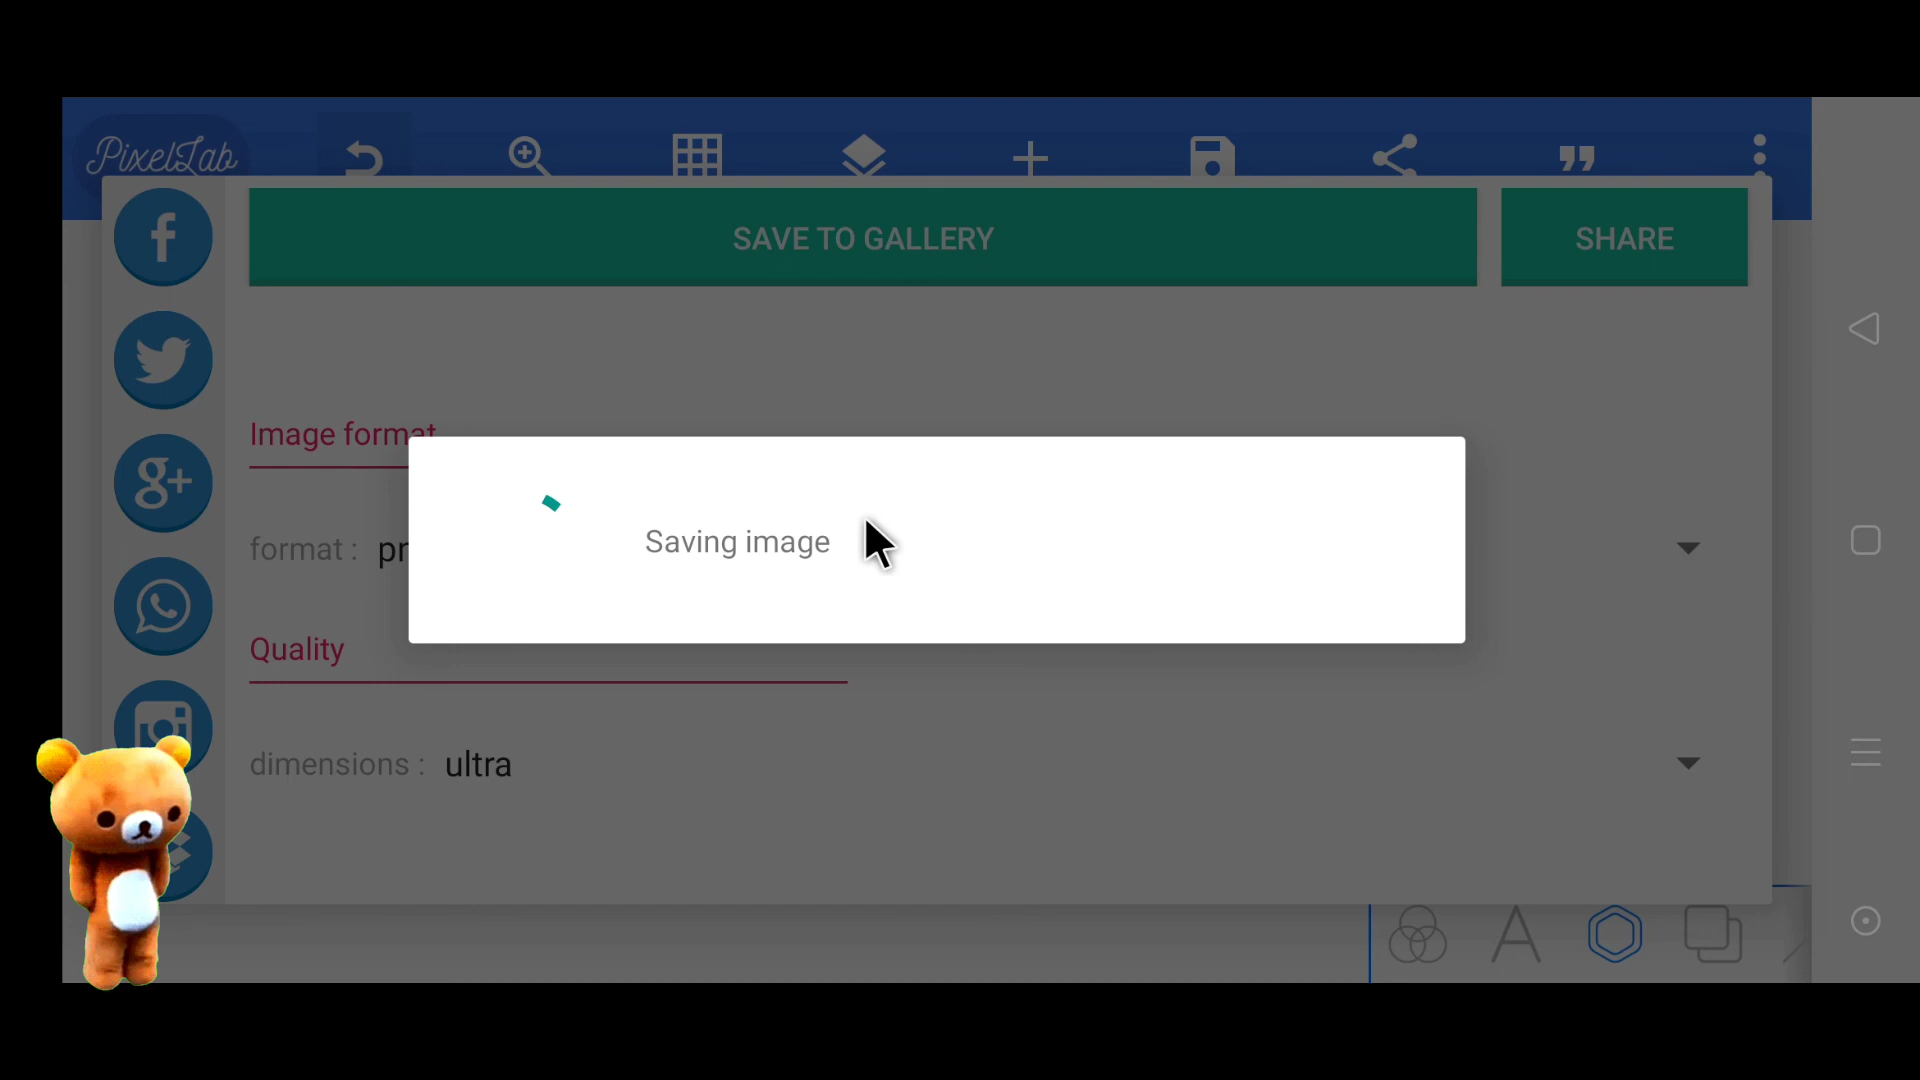 PixelLab
SAVE TO GALLERY
SHARE
Image format
format :
Saving image
Quality
dimensions : ultra